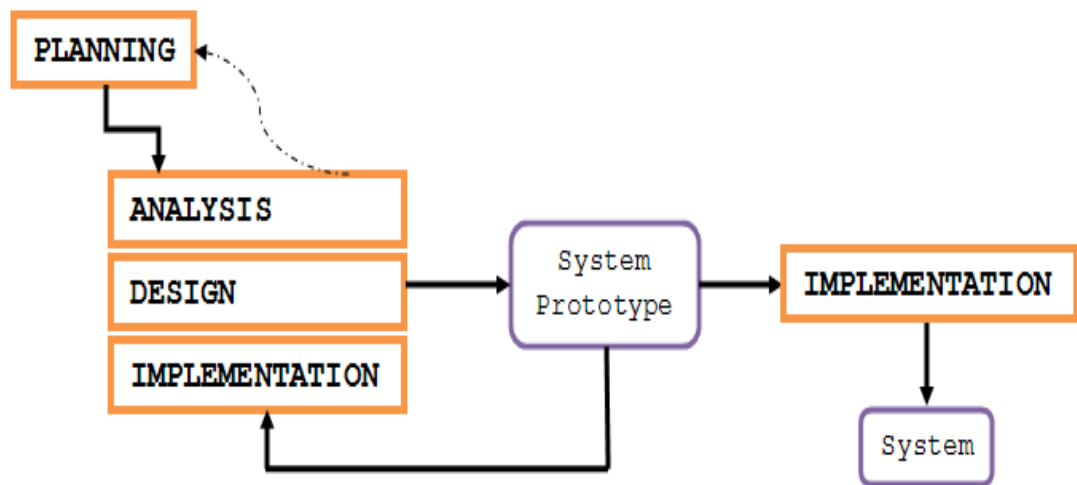 PLANNING
ANALYSIS
DESIGN
IMPLEMENTATION
System
Prototype
IMPLEMENTATION
System